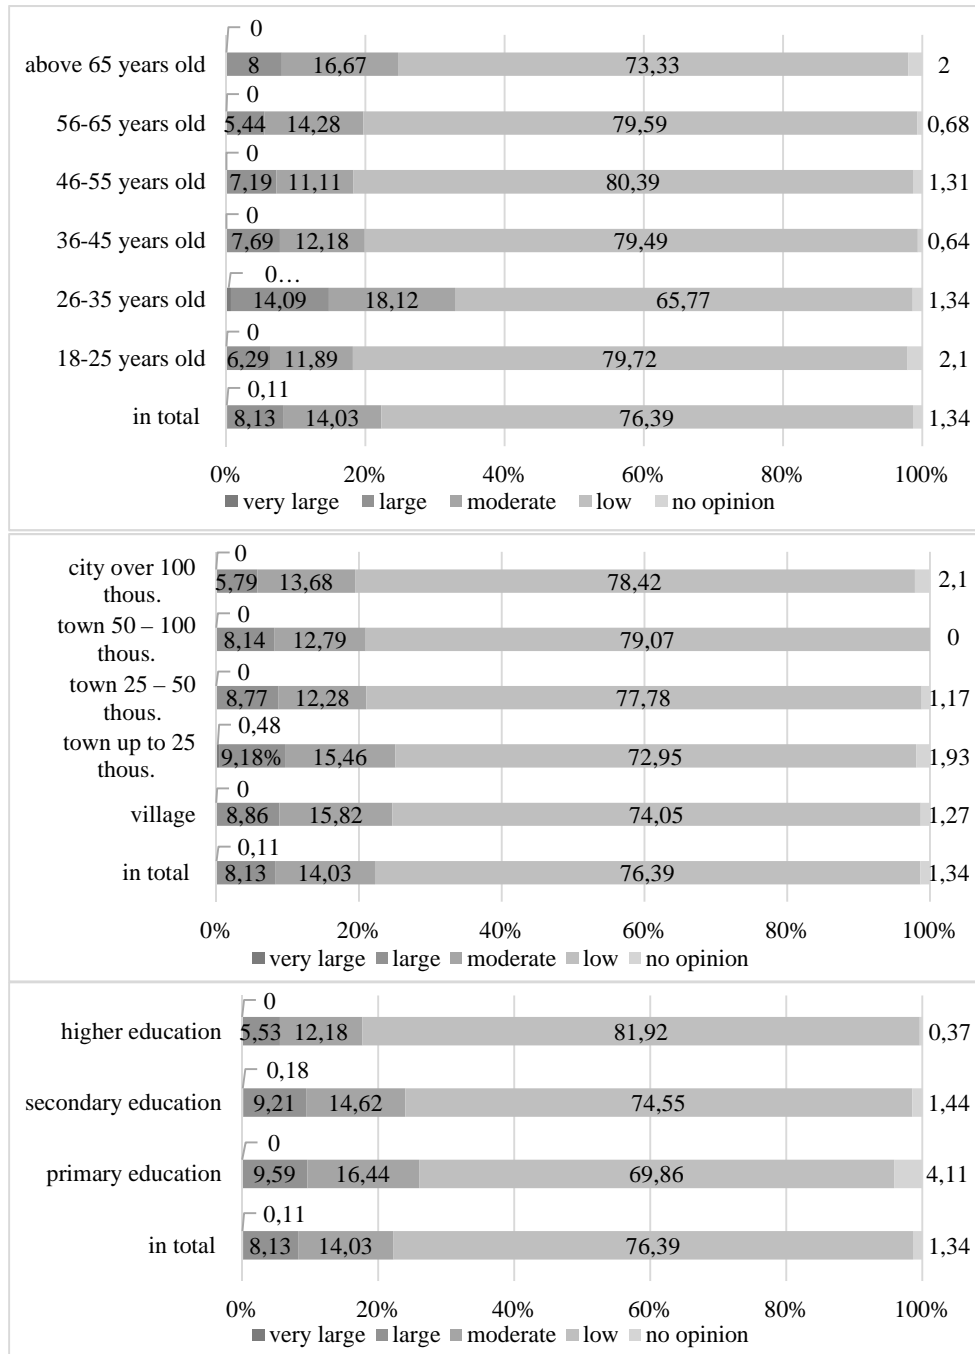 0
above 65 years old 8 16,67 73,33 2
0
56-65 years old 5,44 14,28 79,59 0,68
0
46-55 years old 7,19 11,11 80,39 1,31
0
36-45 years old 7,69 12,18 79,49 0,64
0…
26-35 years old 14,09 18,12 65,77 1,34
0
18-25 years old 6,29 11,89 79,72 2,1
0,11
in total 8,13 14,03 76,39 1,34
0% 20% 40% 60% 80% 100%
very large large moderate low no opinion
0
city over 100
thous. 5,79 13,68 78,42 2,1
0
town 50 – 100
thous. 8,14 12,79 79,07 0
0
town 25 – 50
thous. 8,77 12,28 77,78 1,17
0,48
town up to 25
thous. 9,18% 15,46 72,95 1,93
0
village 8,86 15,82 74,05 1,27
0,11
in total 8,13 14,03 76,39 1,34
0% 20% 40% 60% 80% 100%
very large large moderate low no opinion
0
higher education 5,53 12,18 81,92 0,37
0,18
secondary education 9,21 14,62 74,55 1,44
0
primary education 9,59 16,44 69,86 4,11
0,11
in total 8,13 14,03 76,39 1,34
0% 20% 40% 60% 80% 100%
very large large moderate low no opinion